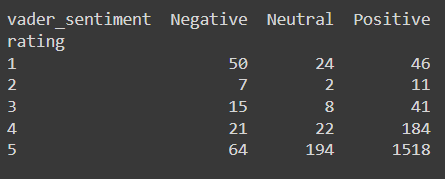 vader_sentiment  Negative  Neutral  Positive
rating
1                      50       24        46
2                       7        2        11
3                      15        8        41
4                      21       22       184
5                      64      194      1518